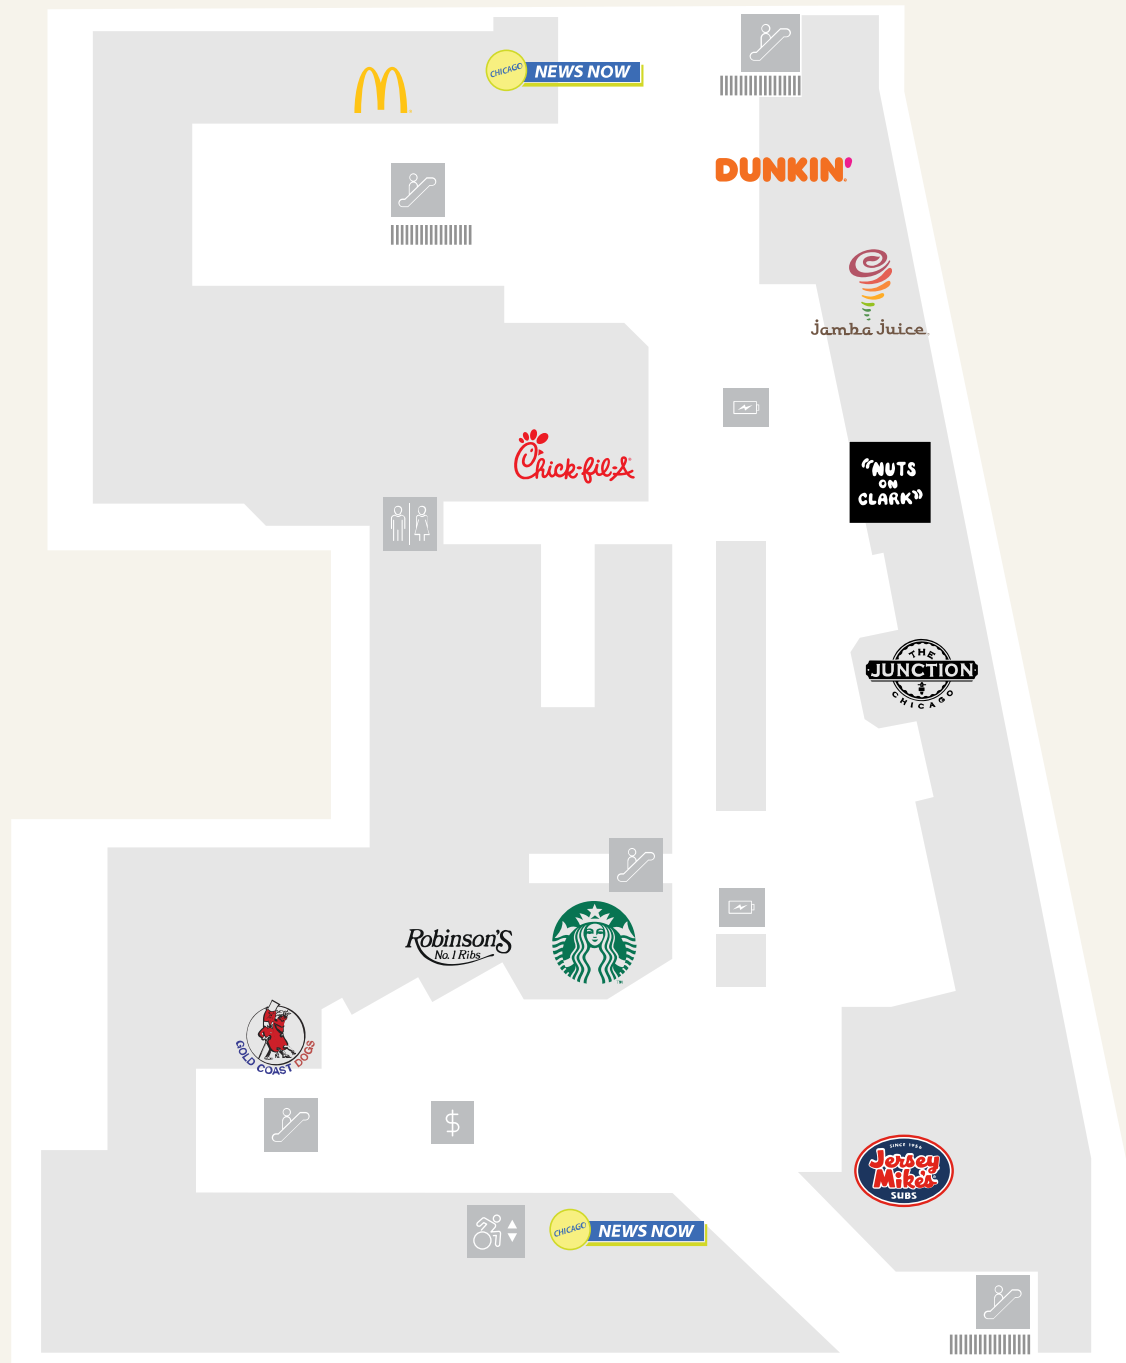 CHICAGO NEWS NOW
DUNKIN'
jamba juice
Chick-fil-A
"NUTS
ON
CLARK"
THE
JUNCTION
CHICAGO
Robinson's
No. 1 Ribs
GOLD COAST DOGS
$
SINCE 1956
Jersey
Mike's
SUBS
CHICAGO NEWS NOW